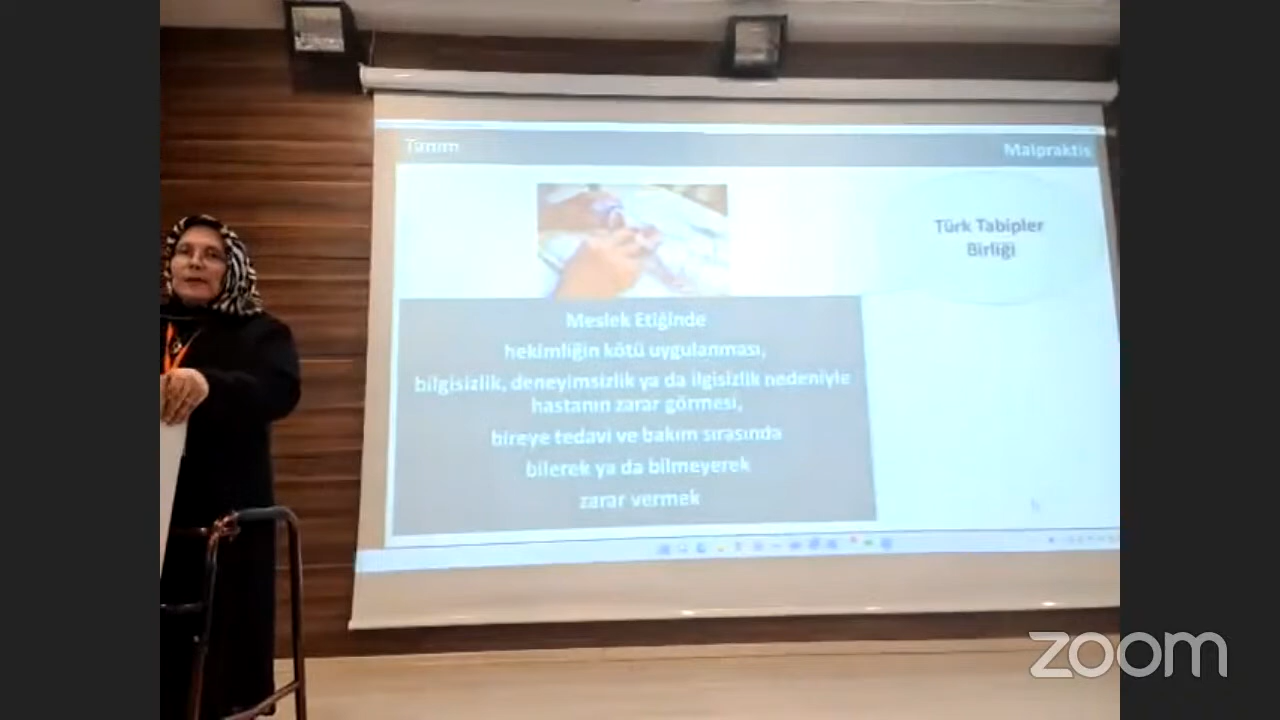 Tanım
Malpraktis
Türk Tabipler
Birliği
Meslek Etiğinde
hekimliğin kötü uygulanması,
bilgisizlik, deneyimsizlik ya da ilgisizlik nedeniyle
hastanın zarar görmesi,
bireye tedavi ve bakım sırasında
bilerek ya da bilmeyerek
zarar vermek
zoom